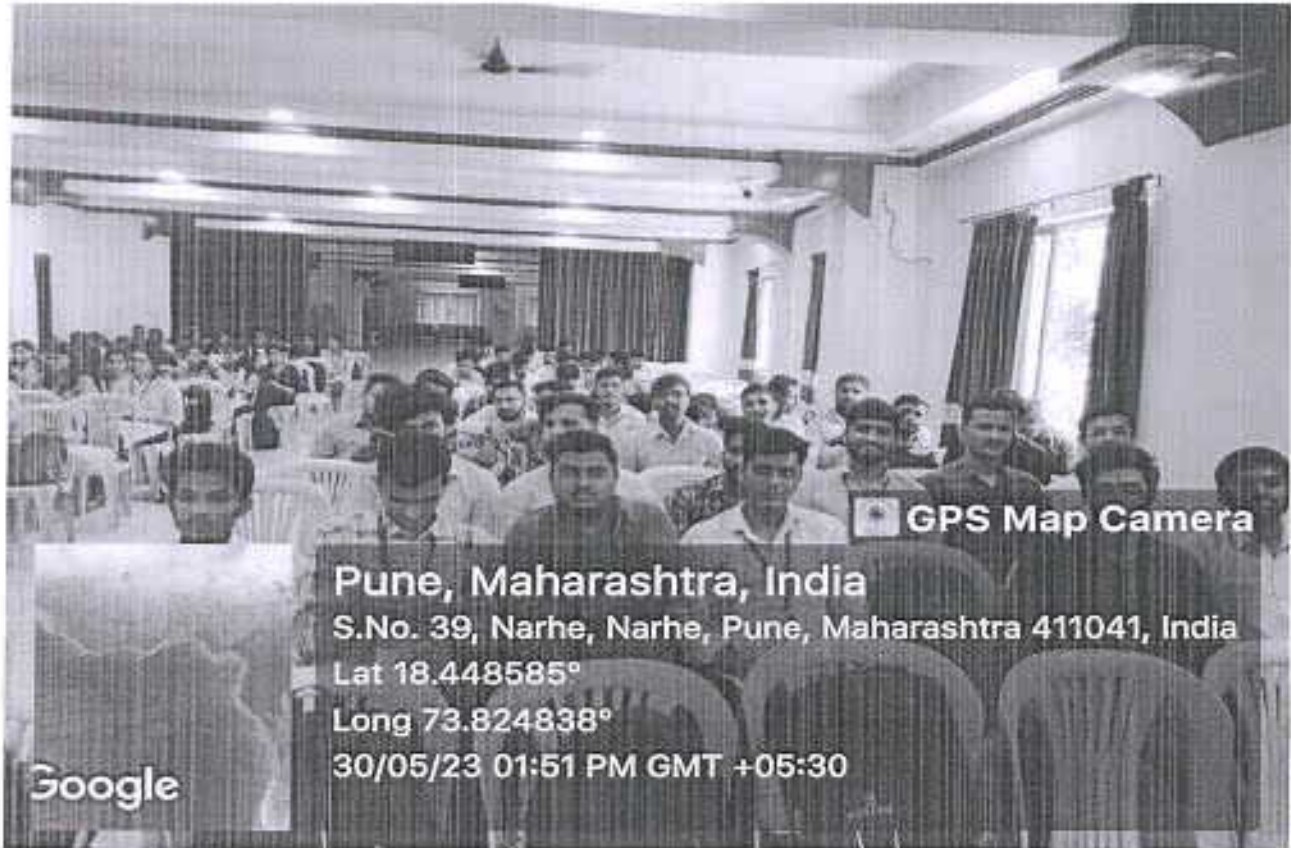 GPS Map Camera
Pune, Maharashtra, India
S.No. 39, Narhe, Narhe, Pune, Maharashtra 411041, India
Lat 18.448585°
Long 73.824838°
30/05/23 01:51 PM GMT +05:30
Google